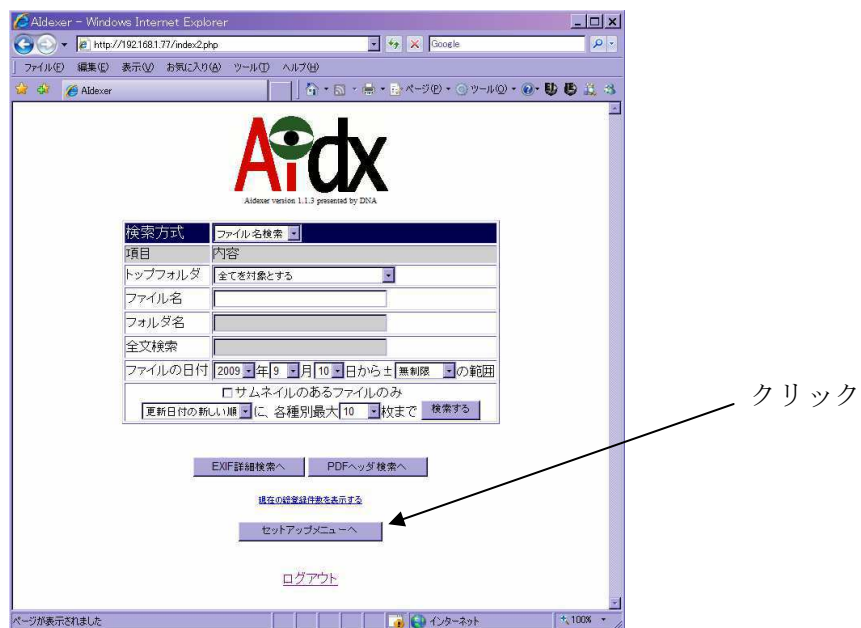 Aidexer - Windows Internet Explorer
http://192.168.1.77/index2.php
Google
ファイル(F) 編集(E) 表示(V) お気に入り(A) ツール(T) ヘルプ(H)
AIdexer
ページ(P) ツール(O)
Aidx
Aidexer version 1.1.3 presented by DNA
検索方式 ファイル名検索
項目 内容
トップフォルダ 全てを対象とする
ファイル名
フォルダ名
全文検索
ファイルの日付 2009 年 9 月 10 日から± 無制限 の範囲
サムネイルのあるファイルのみ
更新日付の新しい順 に、各種別最大 10 枚まで 検索する
クリック
EXIF詳細検索へ PDFヘッダ検索へ
現在の総登録件数を表示する
セットアップメニューへ
ログアウト
ページが表示されました インターネット 100%